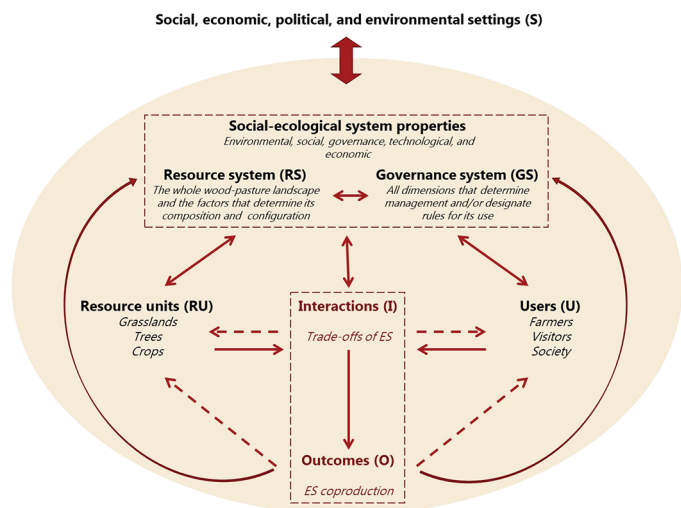 Social, economic, political, and environmental settings (S)
Social-ecological system properties
Environmental, social, governance, technological, and
economic
Resource system (RS)
The whole wood-pasture landscape
and the factors that determine its
composition and configuration
Governance system (GS)
All dimensions that determine
management and/or designate
rules for its use
Resource units (RU)
Grasslands
Trees
Crops
Interactions (I)
Trade-offs of ES
Users (U)
Farmers
Visitors
Society
Outcomes (O)
ES coproduction